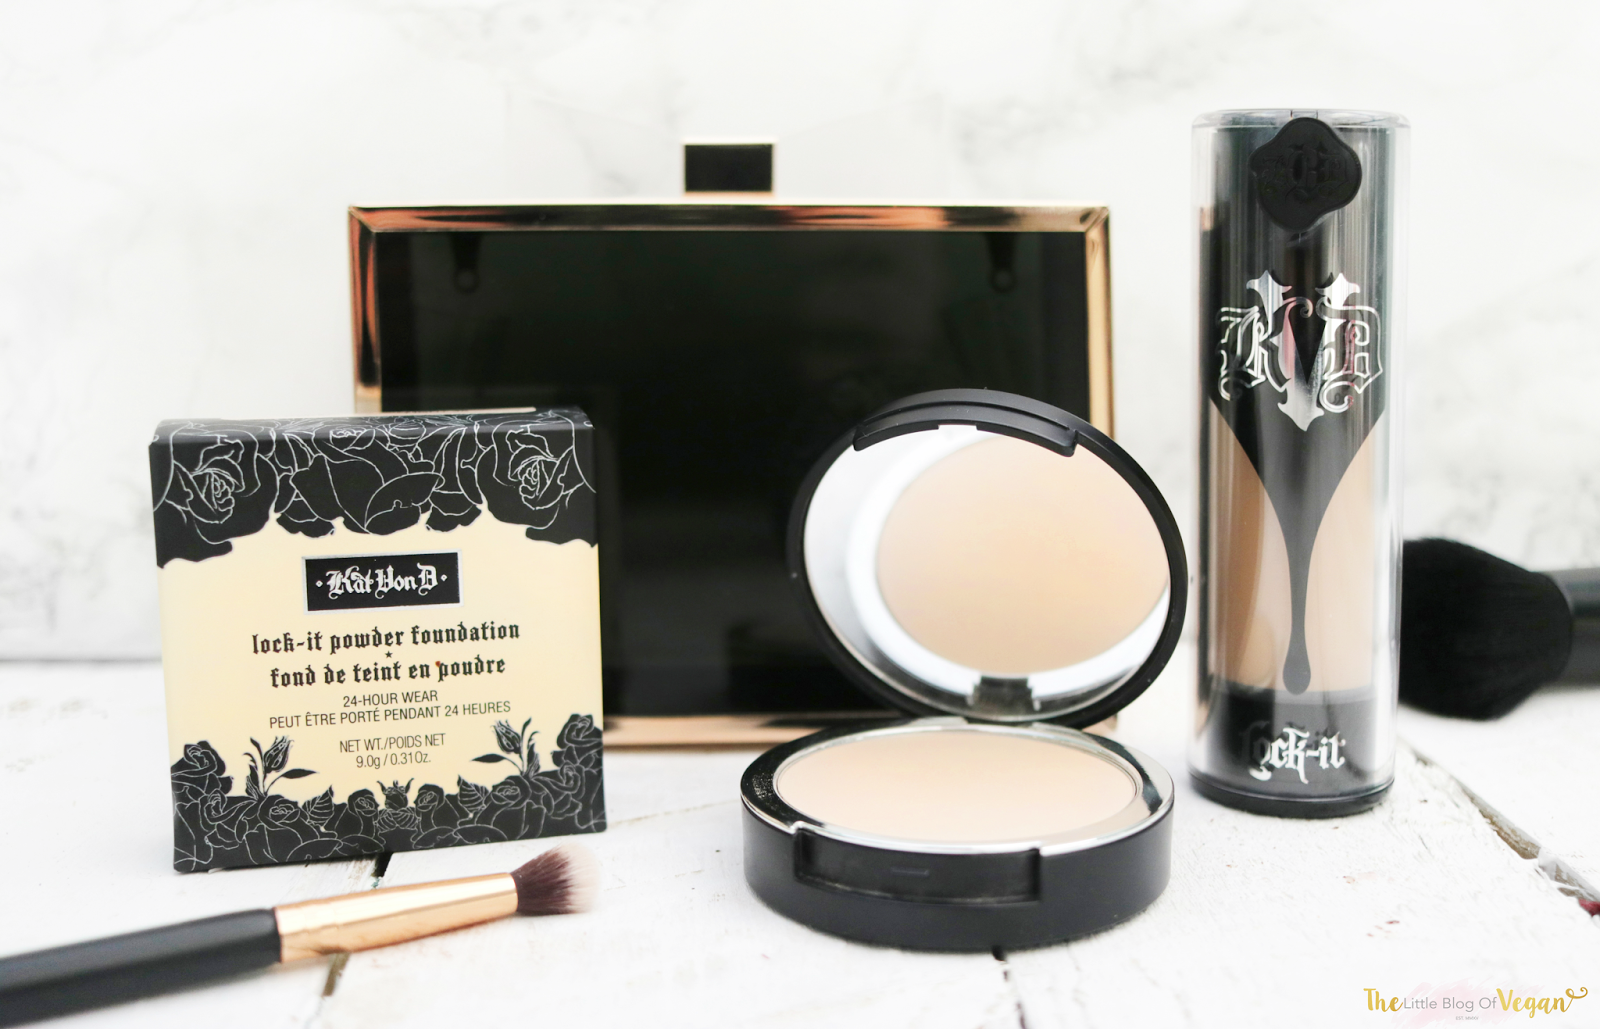 Kat Von D
lock-it powder foundation
fond de teint en poudre
24-HOUR WEAR
PEUT ÊTRE PORTÉ PENDANT 24 HEURES
NET WT./POIDS NET
9.0g / 0.31Oz.
KVD
lock-it
The Little Blog Of Vegan